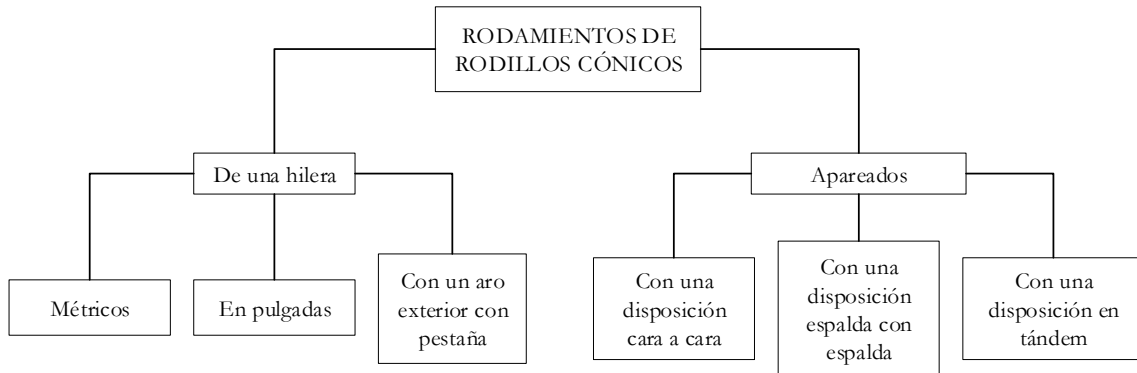 RODAMIENTOS DE
RODILLOS CÓNICOS
De una hilera
Apareados
Métricos
En pulgadas
Con un aro
exterior con
pestaña
Con una
disposición
cara a cara
Con una
disposición
espalda con
espalda
Con una
disposición en
tándem